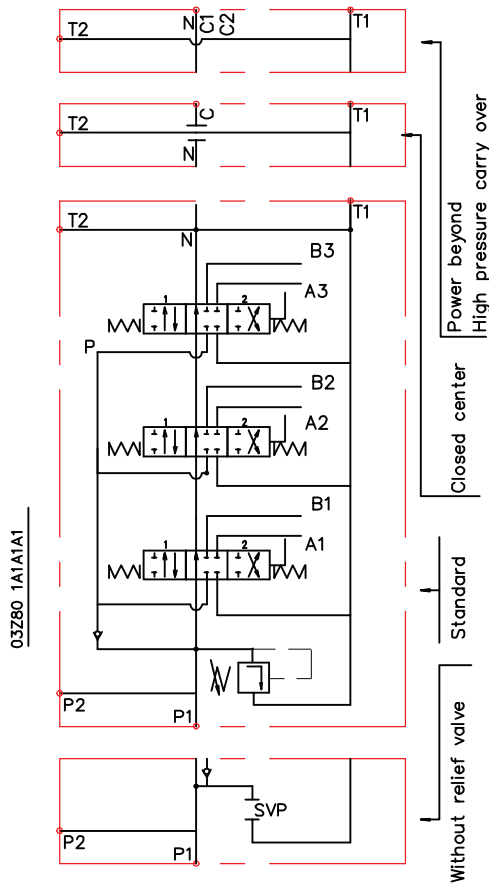 T2
N
C1
C2
T1
T2
C
N
T1
T2
T1
N
B3
A3
1
2
P
B2
A2
1
2
B1
A1
1
2
P2
P1
SVP
P2
P1
03Z80 1A1A1A1
Power beyond
High pressure carry over
Closed center
Standard
Without relief valve